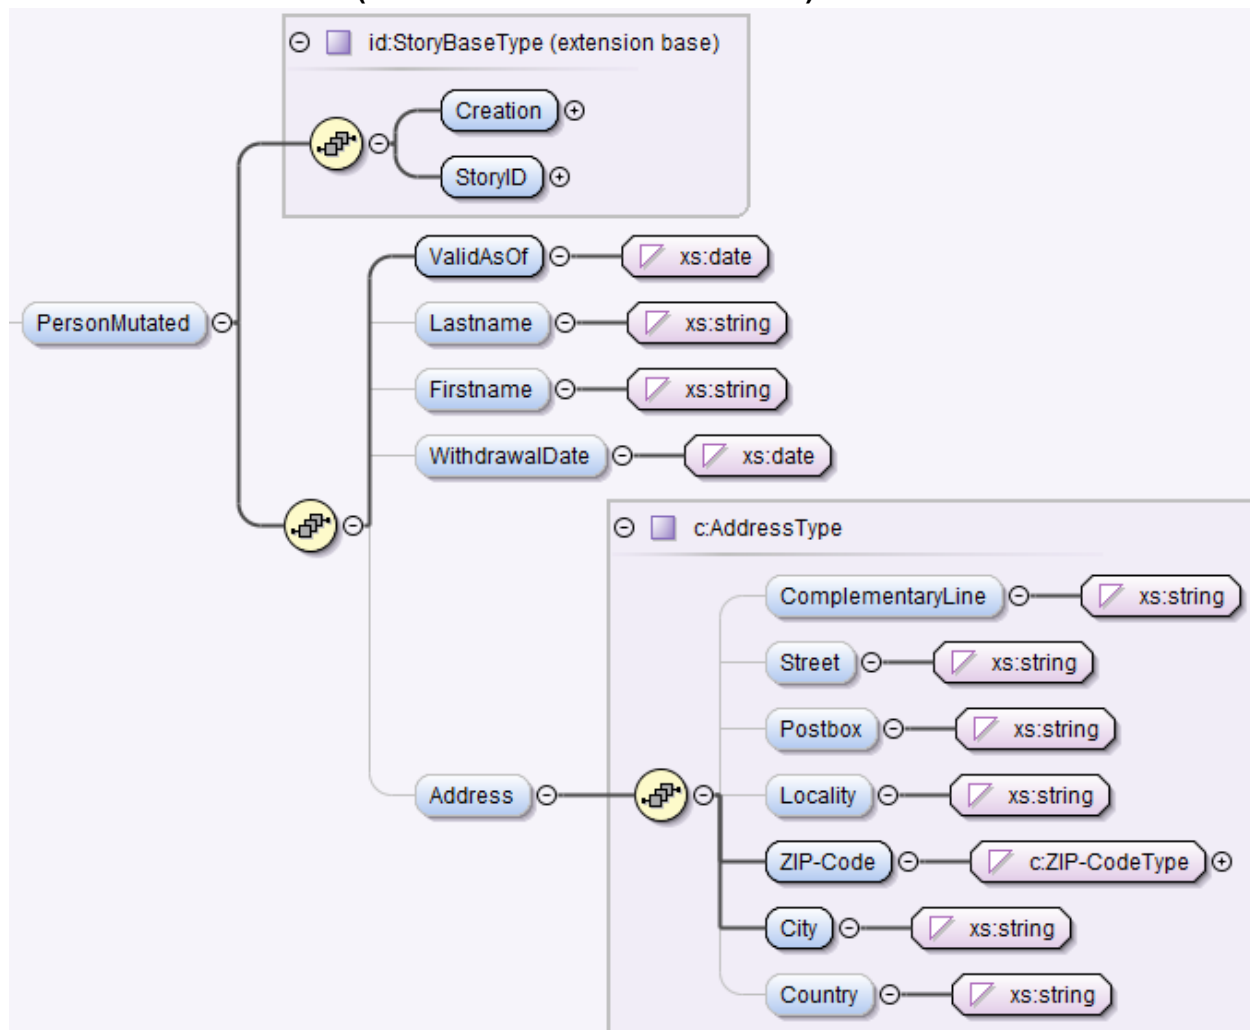 id:StoryBaseType (extension base)
Creation
StoryID
ValidAsOf xs:date
PersonMutated
Lastname xs:string
Firstname xs:string
WithdrawalDate xs:date
c:AddressType
ComplementaryLine xs:string
Street xs:string
Postbox xs:string
Address
Locality xs:string
ZIP-Code c:ZIP-CodeType
City xs:string
Country xs:string